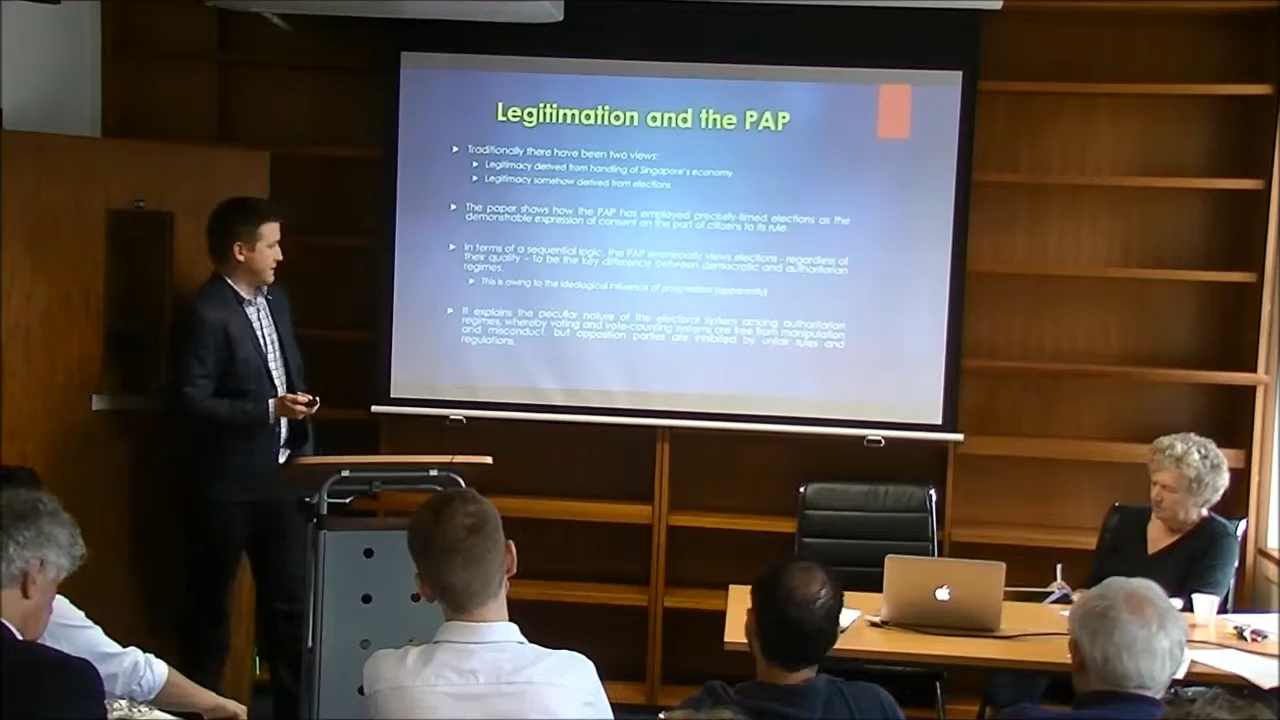 Legitimation and the PAP
Traditionally there have been two views:
Legitimacy derived from handling of Singapore's economy
Legitimacy somehow derived from elections
The paper shows how the PAP has employed precisely-timed elections as the
demonstrable expression of consent on the part of citizens to its rule
In terms of a sequential logic, the PAP erroneously views elections - regardless of
their quality – to be the key difference between democratic and authoritarian
regimes.
This is owing to the ideological influence of pragmatism (apparently)
It explains the peculiar nature of the electoral system among authoritarian
regimes, whereby voting and vote-counting systems are free from manipulation
and misconduct, but opposition parties are inhibited by unfair rules and
regulations.